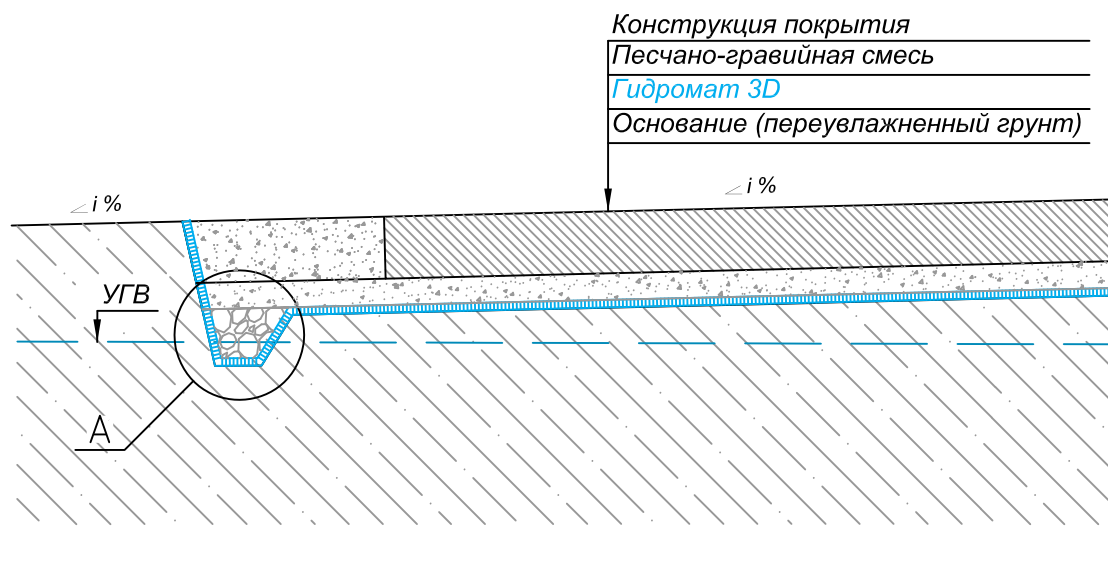 Конструкция покрытия
Песчано-гравийная смесь
Гидромат 3D
Основание (переувлажненный грунт)
i %
i %
УГВ
А